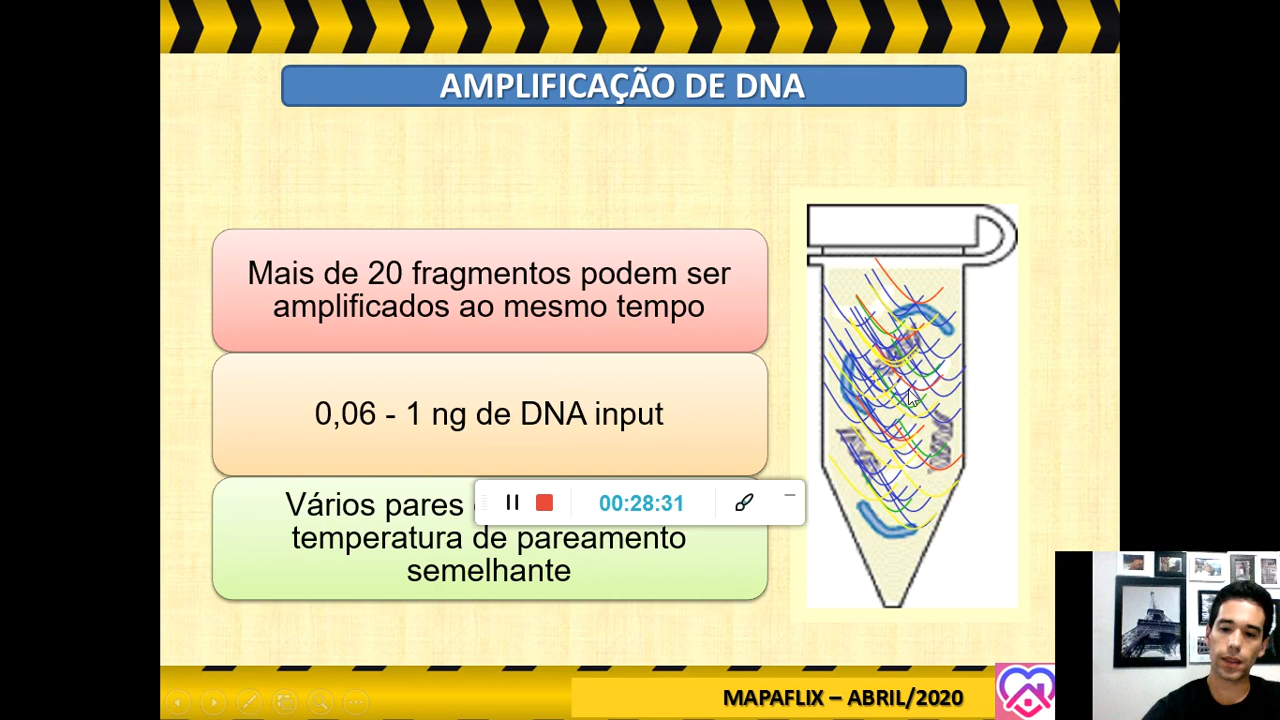 AMPLIFICAÇÃO DE DNA
Mais de 20 fragmentos podem ser
amplificados ao mesmo tempo
0,06 - 1 ng de DNA input
Vários pares
temperatura de pareamento
semelhante
00:28:31
MAPAFLIX – ABRIL/2020